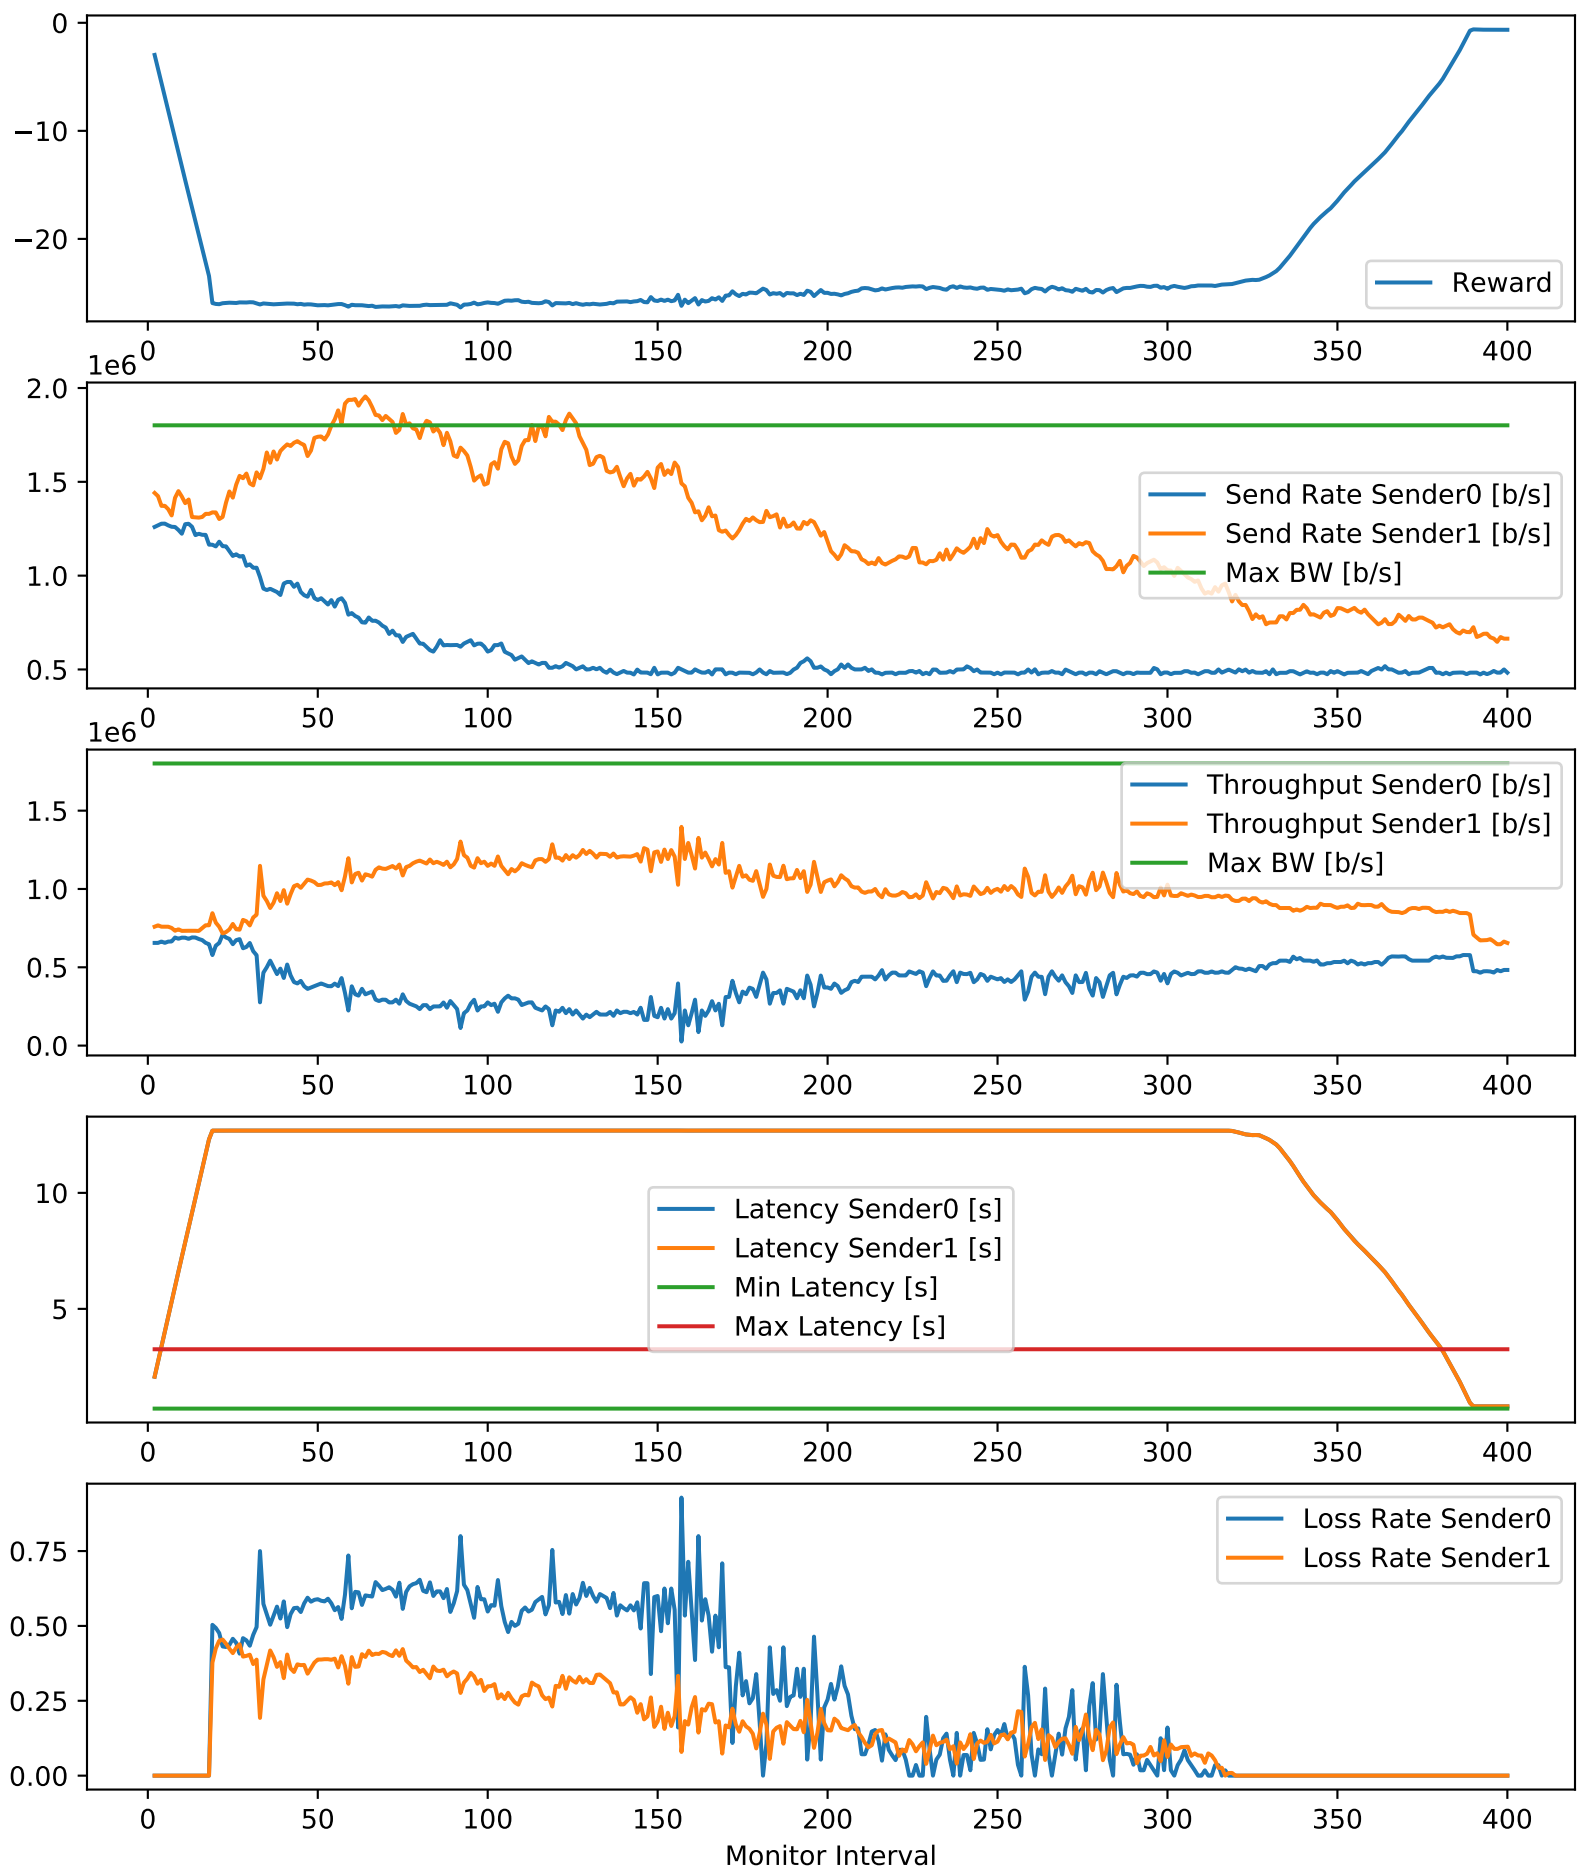 0
−10
−20
Reward
0 50 100 150 200 250 300 350 400
1e6
2.0
1.5
1.0
0.5
Send Rate Sender0 [b/s]
Send Rate Sender1 [b/s]
Max BW [b/s]
0 50 100 150 200 250 300 350 400
1e6
1.5
1.0
0.5
0.0
Throughput Sender0 [b/s]
Throughput Sender1 [b/s]
Max BW [b/s]
0 50 100 150 200 250 300 350 400
10
5
Latency Sender0 [s]
Latency Sender1 [s]
Min Latency [s]
Max Latency [s]
0 50 100 150 200 250 300 350 400
0.75
0.50
0.25
0.00
Loss Rate Sender0
Loss Rate Sender1
0 50 100 150 200 250 300 350 400
Monitor Interval